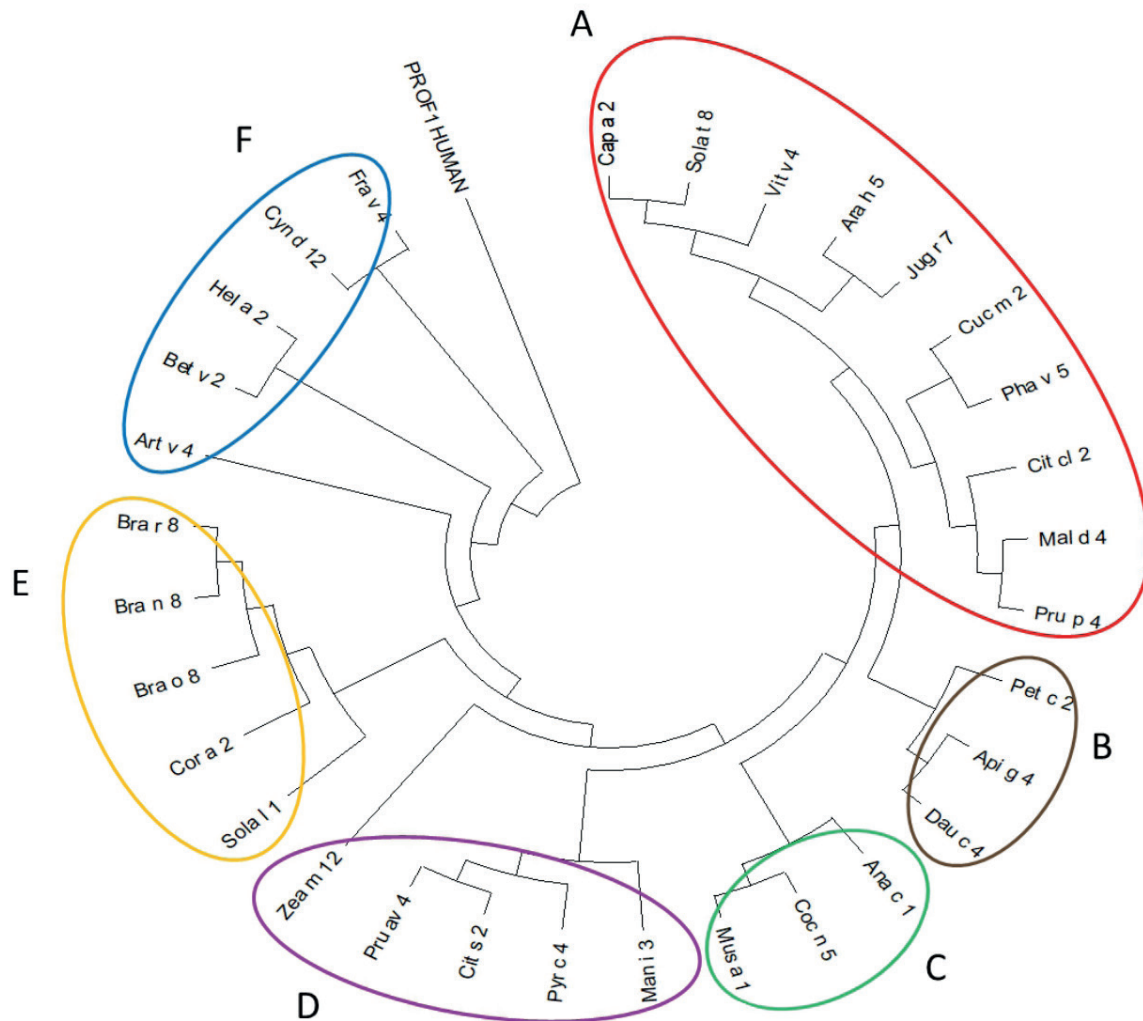 A
PROF1 HUMAN
F
Cap a 2
Sola t 8
Vit v 4
Ara h 5
Jug r 7
Cuc m 2
Pha v 5
Cit cl 2
Mal d 4
Pru p 4
Fra v 4
Cyn d 12
Hel a 2
Bet v 2
Art v 4
E
Bra r 8
Bra n 8
Bra o 8
Cor a 2
Sola l 1
B
Pet c 2
Api g 4
Dau c 4
C
Ana c 1
Coc n 5
Mus a 1
D
Zea m 12
Pru av 4
Cit s 2
Pyr c 4
Man i 3